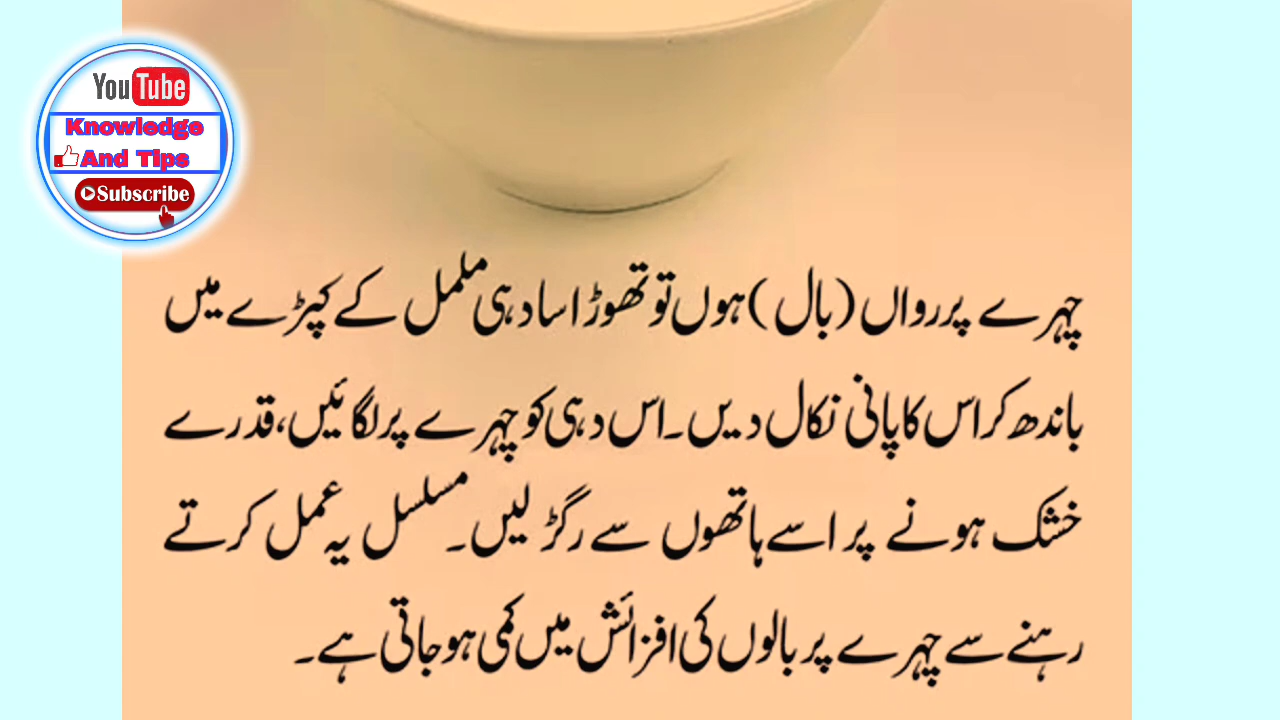 YouTube
Knowledge
And Tips
Subscribe
چہرے پر رواں (بال) ہوں تو تھوڑا سا دہی ململ کے کپڑے میں
باندھ کر اس کا پانی نکال دیں۔ اس دہی کو چہرے پر لگائیں، قدرے
خشک ہونے پر اسے ہاتھوں سے رگڑ لیں۔ مسلسل یہ عمل کرتے
رہنے سے چہرے پر بالوں کی افزائش میں کمی ہو جاتی ہے۔